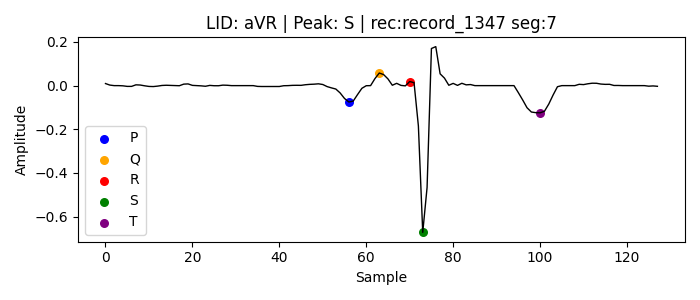 LID: aVR | Peak: S | rec:record_1347 seg:7
0.2
0.0
−0.2
−0.4
−0.6
Amplitude
P
Q
R
S
T
0 20 40 60 80 100 120
Sample